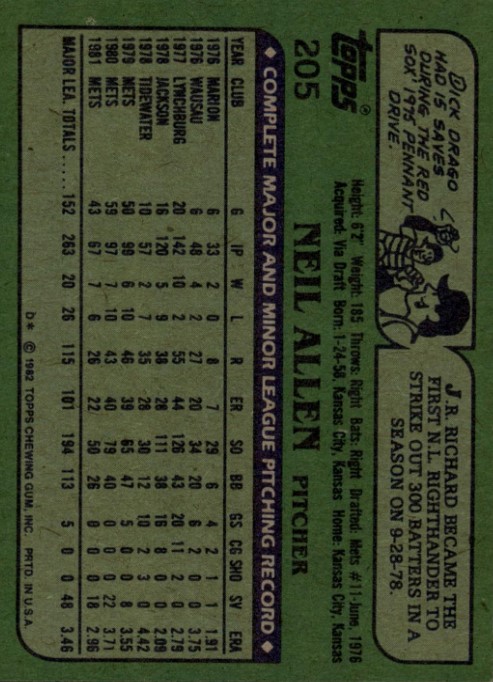 DICK DRAGO
HAD 15 SAVES
DURING THE RED
SOX' 1975 PENNANT
DRIVE.
J.R. RICHARD BECAME THE
FIRST N.L. RIGHTHANDER TO
STRIKE OUT 300 BATTERS IN A
SEASON ON 9-28-78.
topps®
Height: 6'2" Weight: 185 Throws: Right Bats: Right Drafted: Mets #11-June, 1976
Acquired: Via Draft Born: 1-24-58, Kansas City, Kansas Home: Kansas City, Kansas
205 NEIL ALLEN PITCHER
COMPLETE MAJOR AND MINOR LEAGUE PITCHING RECORD
YEAR CLUB G IP W L R ER SO BB GS CG SHO SV ERA
1976 MARION 6 33 2 0 8 7 29 6 4 2 1 1 1.91
1976 WAUSAU 6 48 4 2 27 20 34 20 6 2 0 0 3.75
1977 LYNCHBURG 20 142 10 2 55 44 126 43 20 11 2 0 2.79
1978 JACKSON 16 120 5 9 38 28 111 38 16 8 0 0 2.09
1978 TIDEWATER 10 57 2 7 35 28 30 12 10 2 3 0 4.42
1979 METS 50 99 6 10 46 39 65 47 5 0 0 8 3.55
1980 METS 59 97 7 10 43 40 79 40 0 0 0 22 3.71
1981 METS 43 67 7 6 26 22 50 26 0 0 0 18 2.96
MAJOR LEA. TOTALS..... 152 263 20 26 115 101 194 113 5 0 0 48 3.46
D* © 1982 TOPPS CHEWING GUM, INC. PRTD. IN U.S.A.